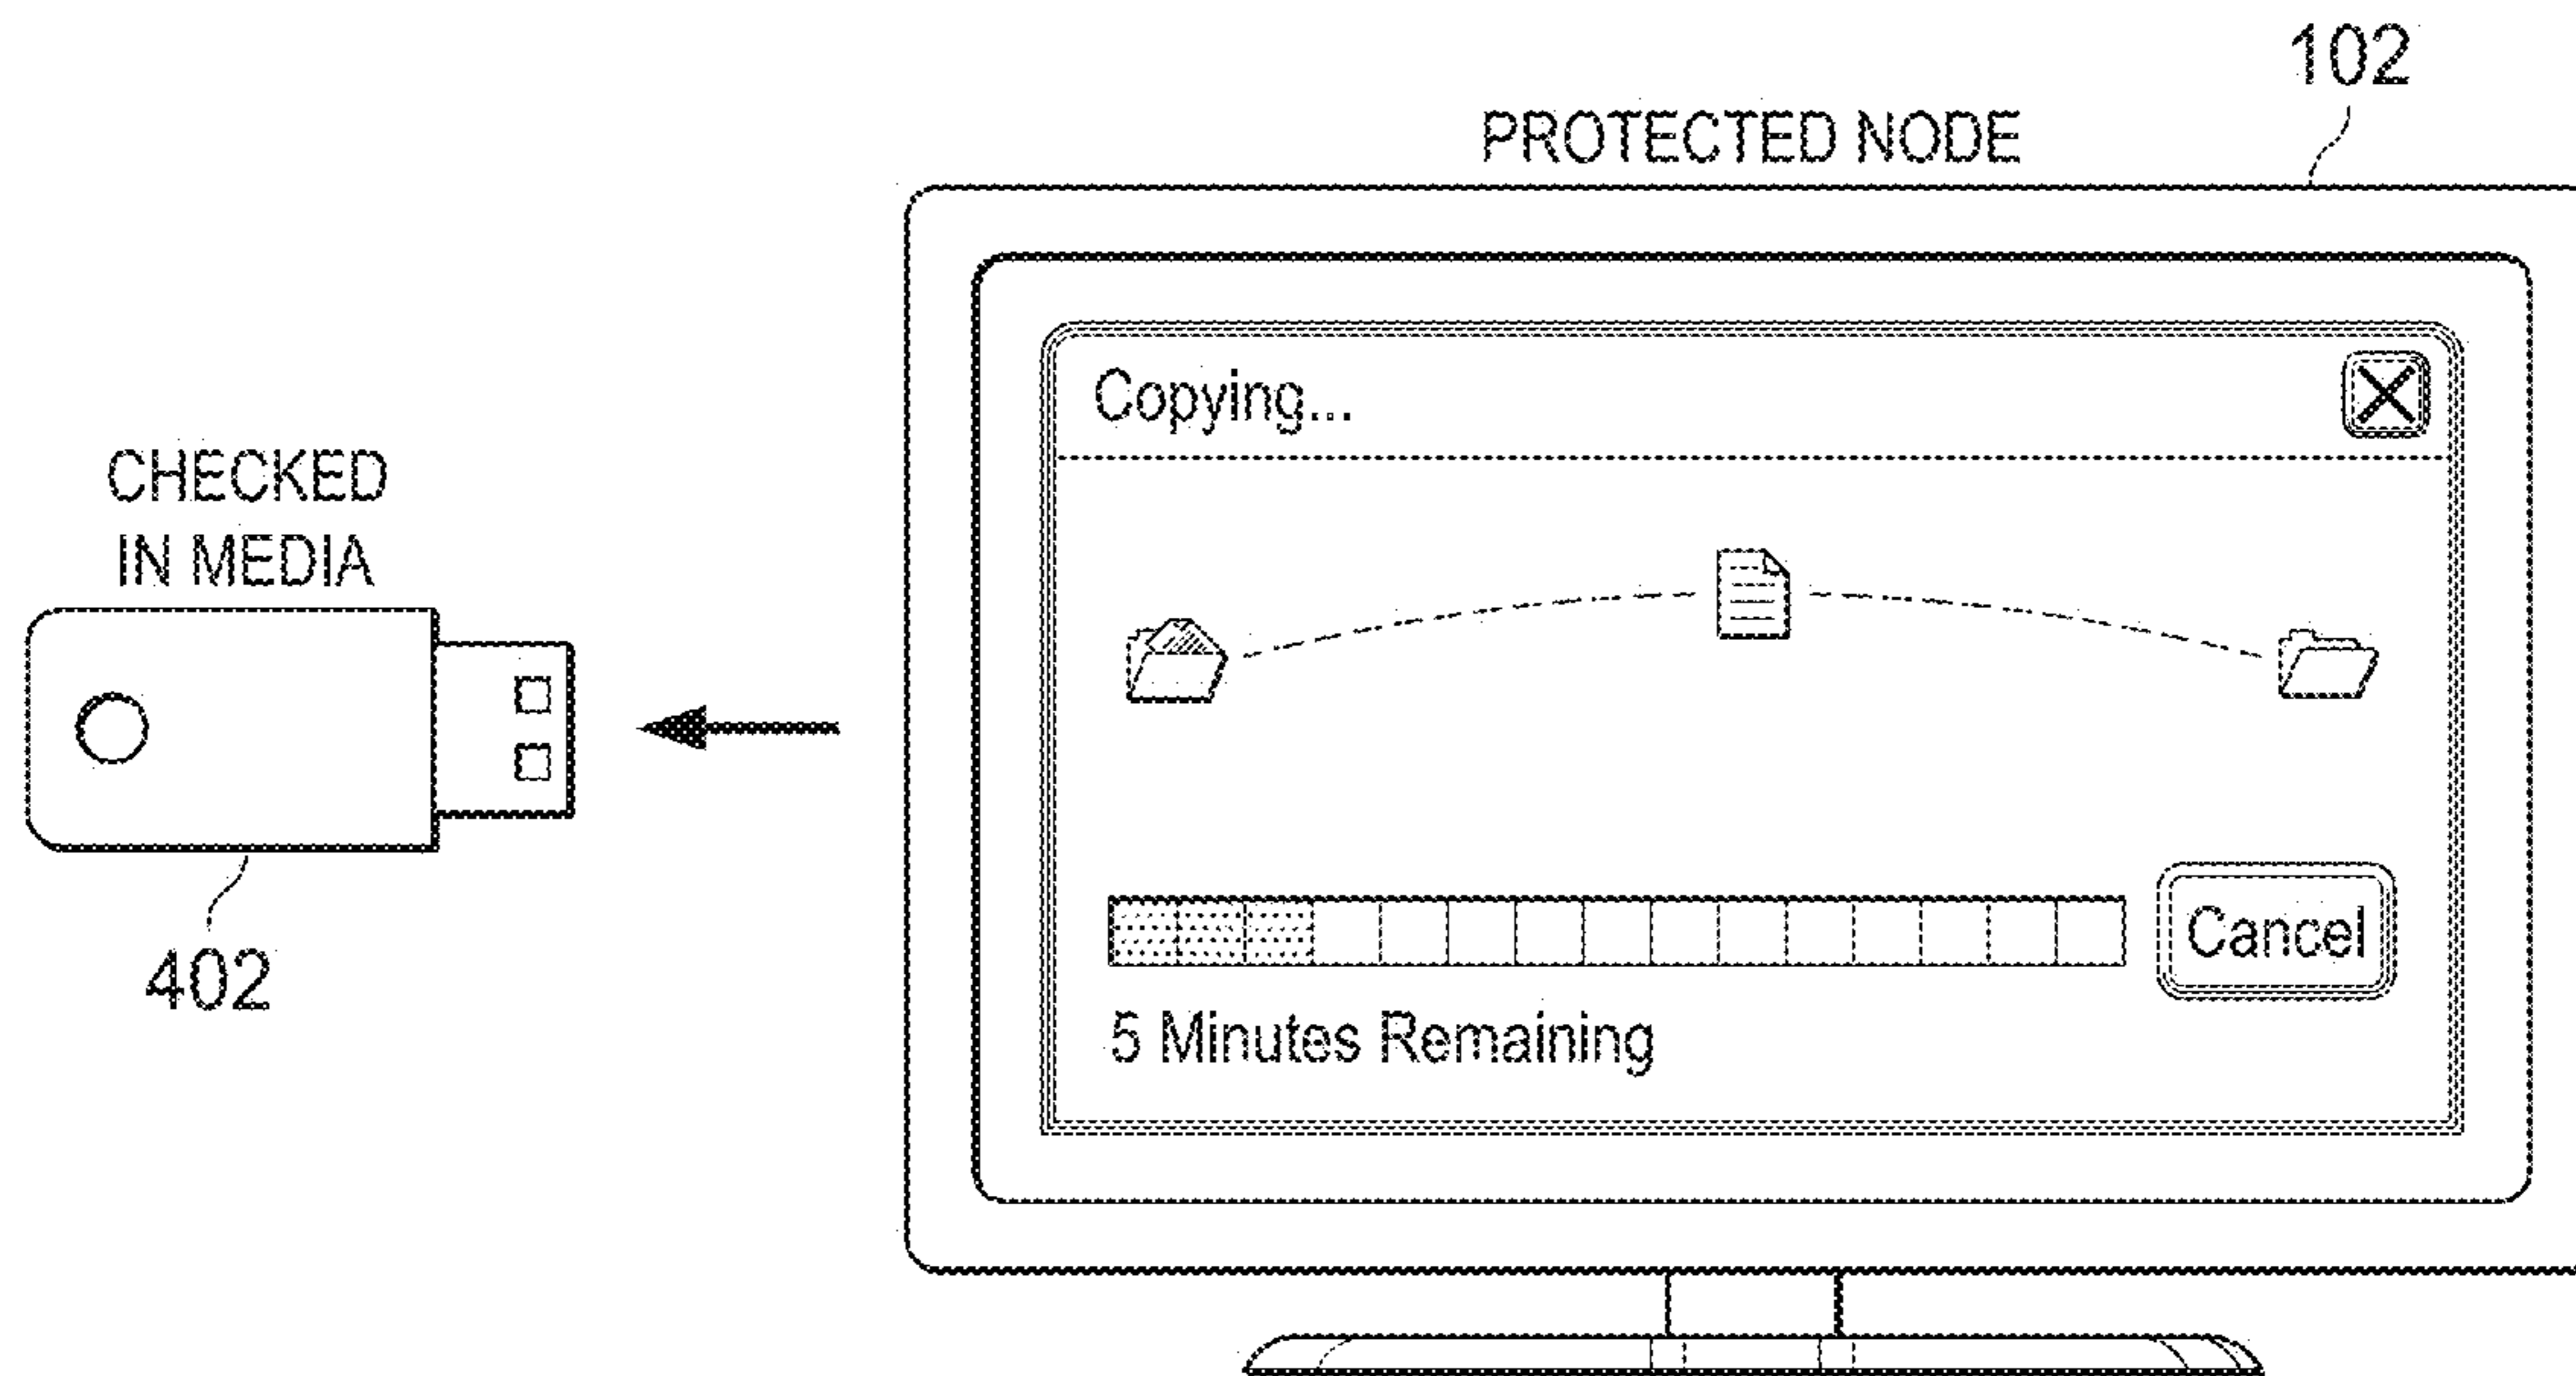 102
PROTECTED NODE
Copying...
CHECKED
IN MEDIA
402
Cancel
5 Minutes Remaining